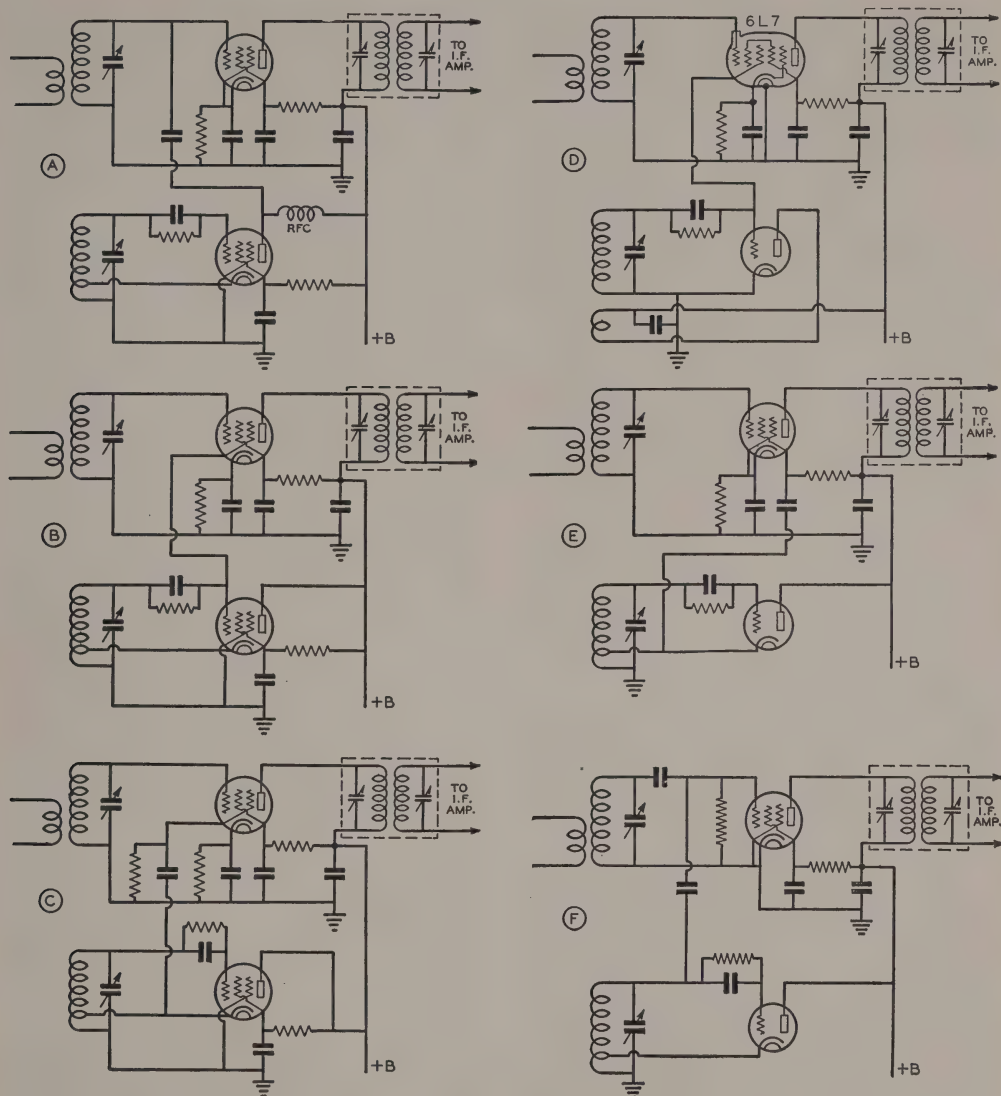 A
TO
I.F.
AMP.
RFC
+B
D
6L7
TO
I.F.
AMP.
+B
B
TO
I.F.
AMP.
+B
E
TO
I.F.
AMP.
+B
C
TO
I.F.
AMP.
+B
F
TO
I.F.
AMP.
+B